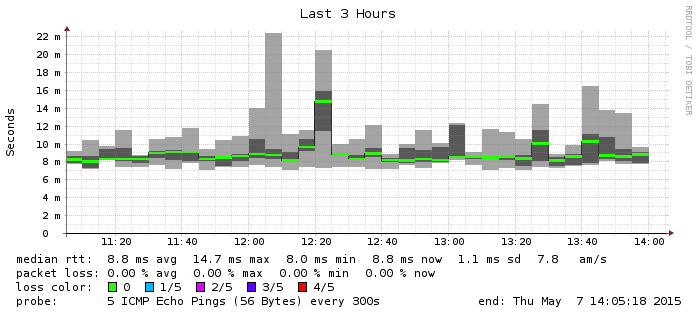 Last 3 Hours
RRDTOOL / TOBI OETIKER
Seconds
22 m
20 m
18 m
16 m
14 m
12 m
10 m
8 m
6 m
4 m
2 m
0
11:20 11:40 12:00 12:20 12:40 13:00 13:20 13:40 14:00
median rtt: 8.8 ms avg 14.7 ms max 8.0 ms min 8.8 ms now 1.1 ms sd 7.8 am/s
packet loss: 0.00 % avg 0.00 % max 0.00 % min 0.00 % now
loss color: 0 1/5 2/5 3/5 4/5
probe: 5 ICMP Echo Pings (56 Bytes) every 300s end: Thu May 7 14:05:18 2015